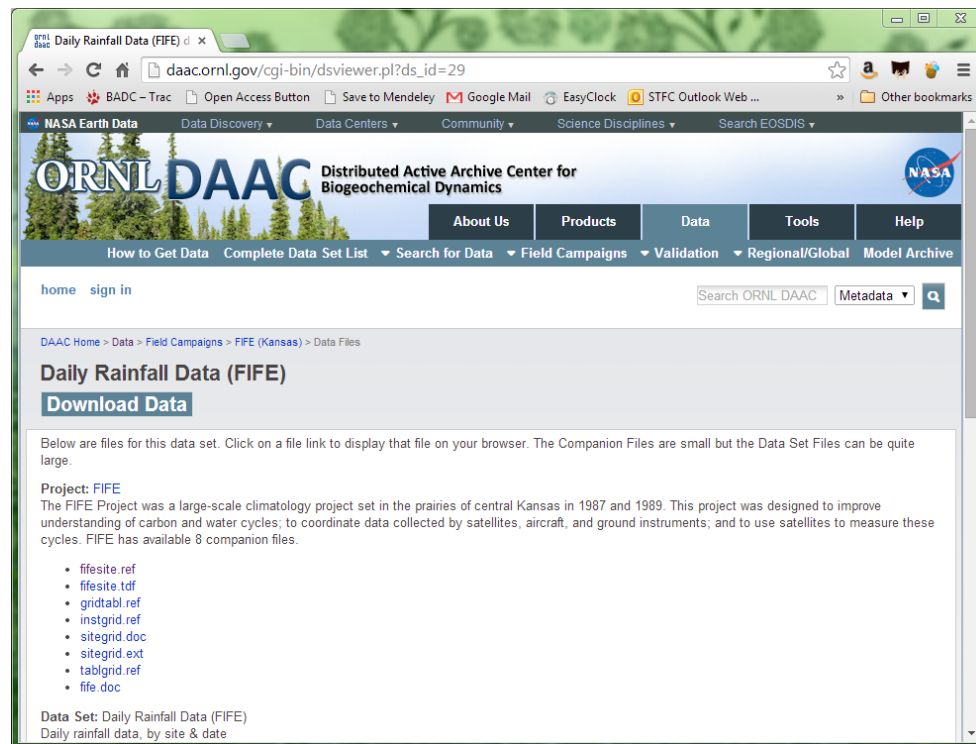 ornl daac Daily Rainfall Data (FIFE) d ×
daac.ornl.gov/cgi-bin/dsviewer.pl?ds_id=29
Apps BADC – Trac Open Access Button Save to Mendeley Google Mail EasyClock STFC Outlook Web ... » Other bookmarks
NASA Earth Data Data Discovery ▾ Data Centers ▾ Community ▾ Science Disciplines ▾ Search EOSDIS ▾
ORNL DAAC Distributed Active Archive Center for
Biogeochemical Dynamics
NASA
About Us Products Data Tools Help
How to Get Data Complete Data Set List ▾ Search for Data ▾ Field Campaigns ▾ Validation ▾ Regional/Global Model Archive
home sign in
Search ORNL DAAC Metadata ▾
DAAC Home > Data > Field Campaigns > FIFE (Kansas) > Data Files
Daily Rainfall Data (FIFE)
Download Data
Below are files for this data set. Click on a file link to display that file on your browser. The Companion Files are small but the Data Set Files can be quite
large.
Project: FIFE
The FIFE Project was a large-scale climatology project set in the prairies of central Kansas in 1987 and 1989. This project was designed to improve
understanding of carbon and water cycles; to coordinate data collected by satellites, aircraft, and ground instruments; and to use satellites to measure these
cycles. FIFE has available 8 companion files.
• fifesite.ref
• fifesite.tdf
• gridtabl.ref
• instgrid.ref
• sitegrid.doc
• sitegrid.ext
• tablgrid.ref
• fife.doc
Data Set: Daily Rainfall Data (FIFE)
Daily rainfall data, by site & date